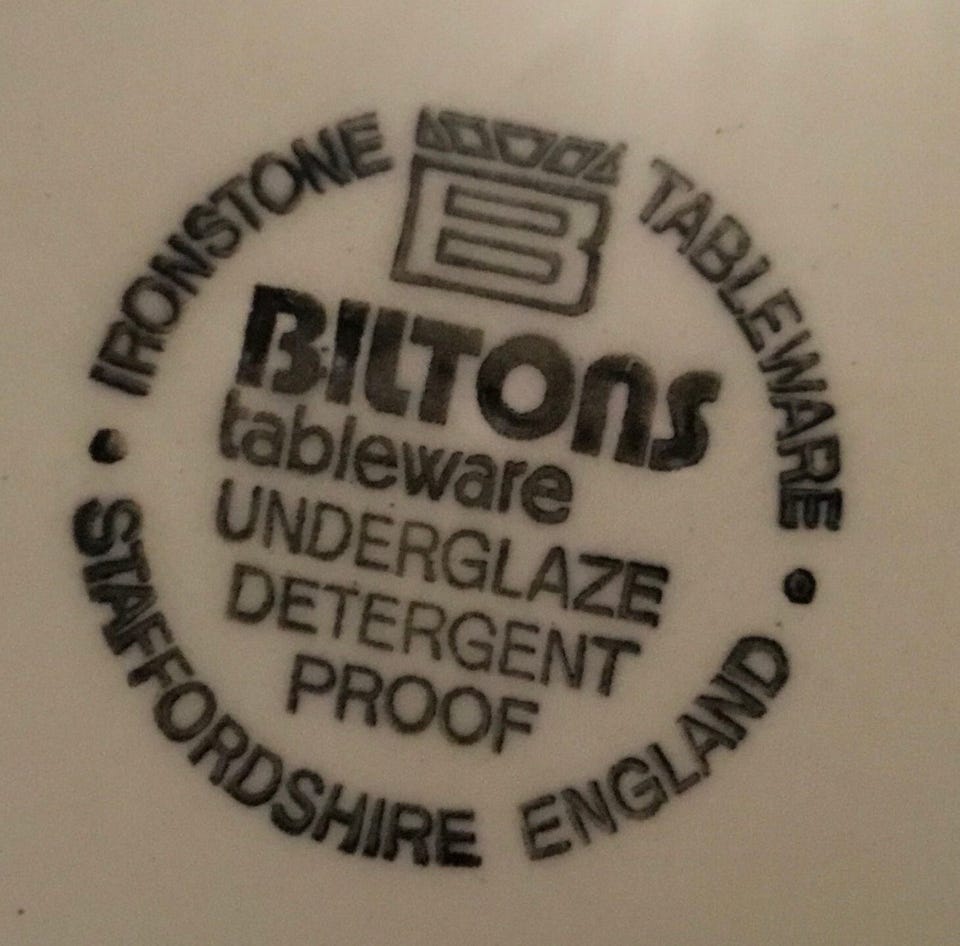 IRONSTONE TABLEWARE
B
BILTONS
tableware
UNDERGLAZE
DETERGENT
PROOF
STAFFORDSHIRE ENGLAND